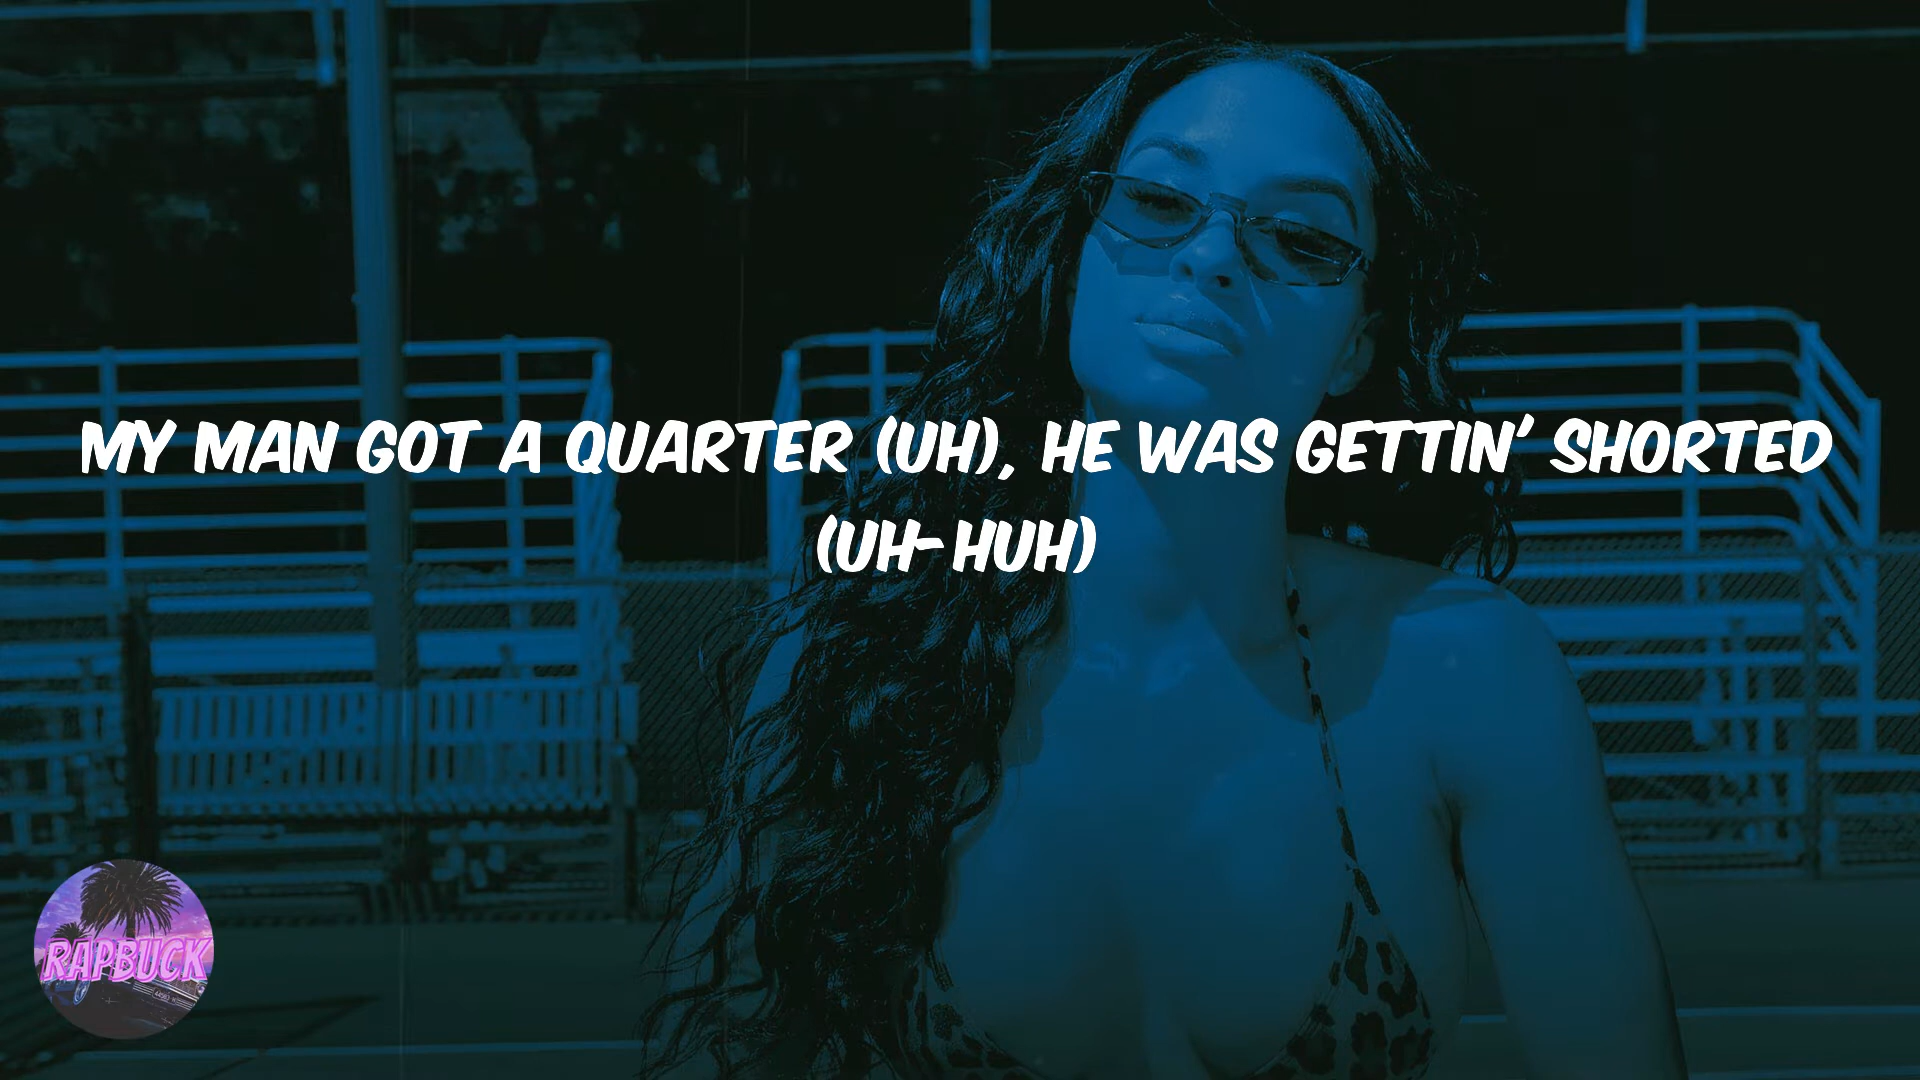 MY MAN GOT A QUARTER (UH), HE WAS GETTIN' SHORTED
(UH-HUH)
RAPBUCK